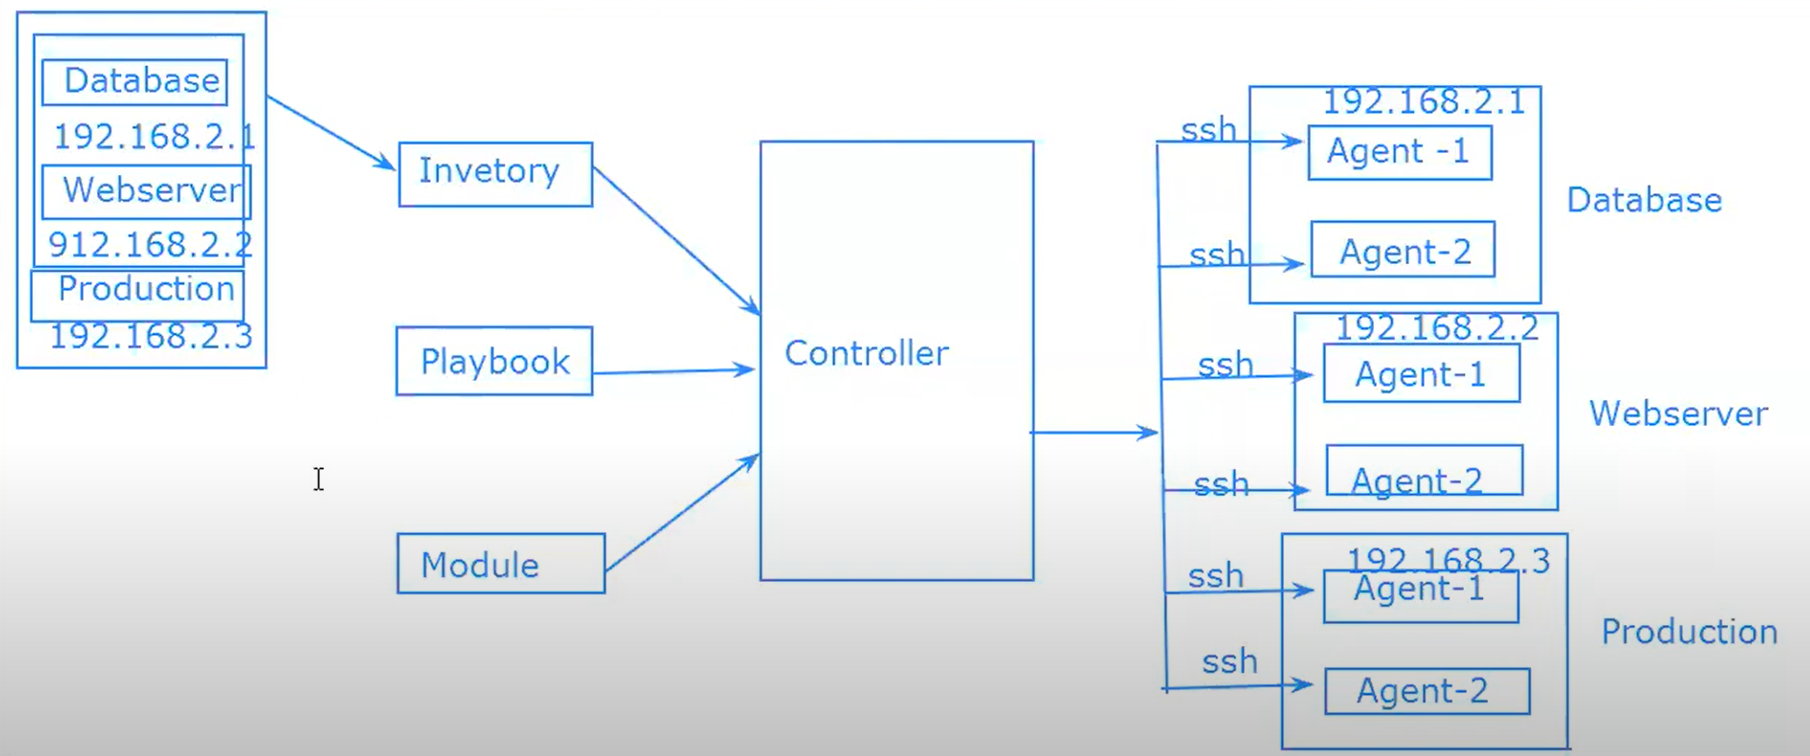 Database
192.168.2.1
Webserver
912.168.2.2
Production
192.168.2.3
Invetory
Playbook
Module
Controller
ssh
ssh
ssh
ssh
ssh
ssh
192.168.2.1
Agent -1
Agent-2
Database
192.168.2.2
Agent-1
Agent-2
Webserver
192.168.2.3
Agent-1
Agent-2
Production